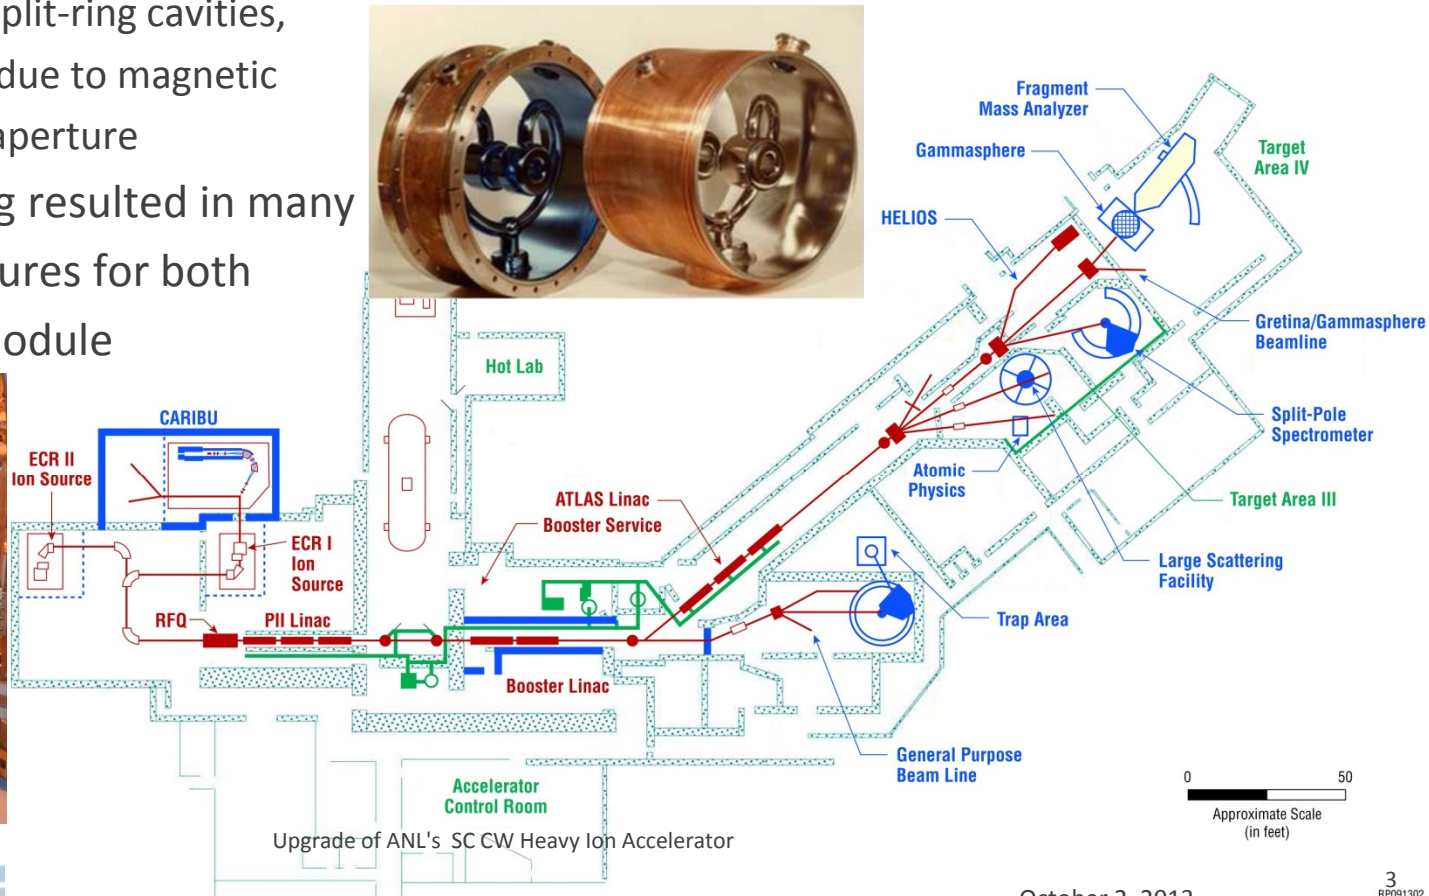 plit-ring cavities,
due to magnetic
aperture
g resulted in many
ures for both
odule
Fragment
Mass Analyzer
Gammasphere
HELIOS
Target
Area IV
Gretina/Gammasphere
Beamline
Split-Pole
Spectrometer
Target Area III
Large Scattering
Facility
Atomic
Physics
Trap Area
General Purpose
Beam Line
Hot Lab
CARIBU
ECR II
Ion Source
ECR I
Ion
Source
ATLAS Linac
Booster Service
RFQ
PII Linac
Booster Linac
Accelerator
Control Room
0 50
Approximate Scale
(in feet)
Upgrade of ANL's SC CW Heavy Ion Accelerator
3
RP091302